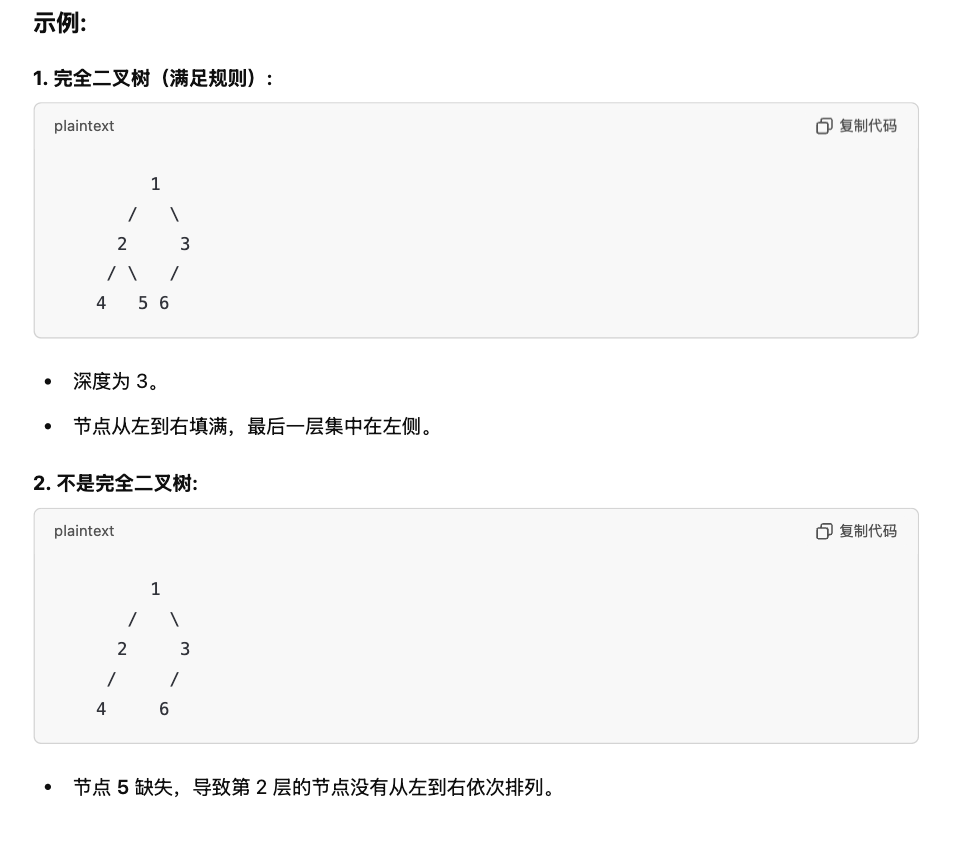 示例:
1. 完全二叉树（满足规则）:
plaintext 复制代码
1
/ \
2 3
/ \ /
4 5 6
• 深度为 3。
• 节点从左到右填满，最后一层集中在左侧。
2. 不是完全二叉树:
plaintext 复制代码
1
/ \
2 3
/ /
4 6
• 节点 5 缺失，导致第 2 层的节点没有从左到右依次排列。